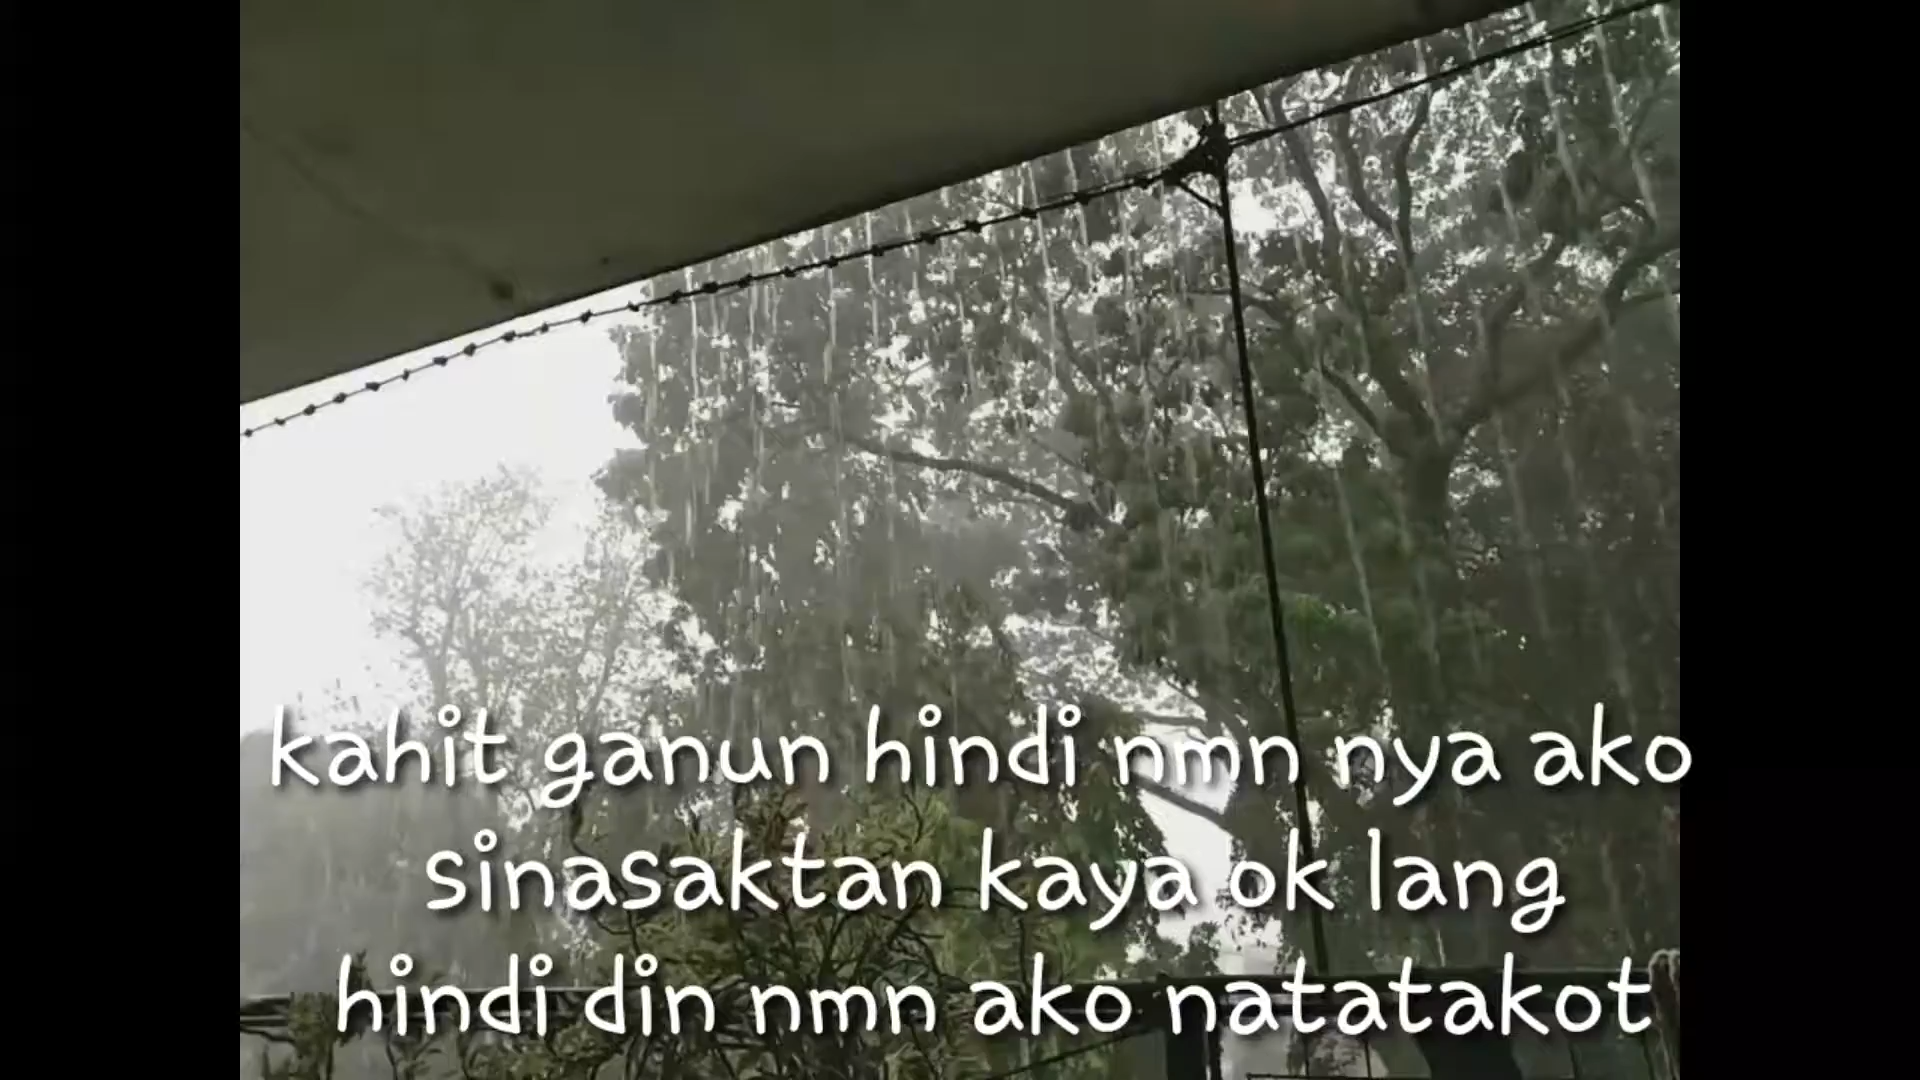 kahit ganun hindi nmn nya ako
sinasaktan kaya ok lang
hindi din nmn ako natatakot